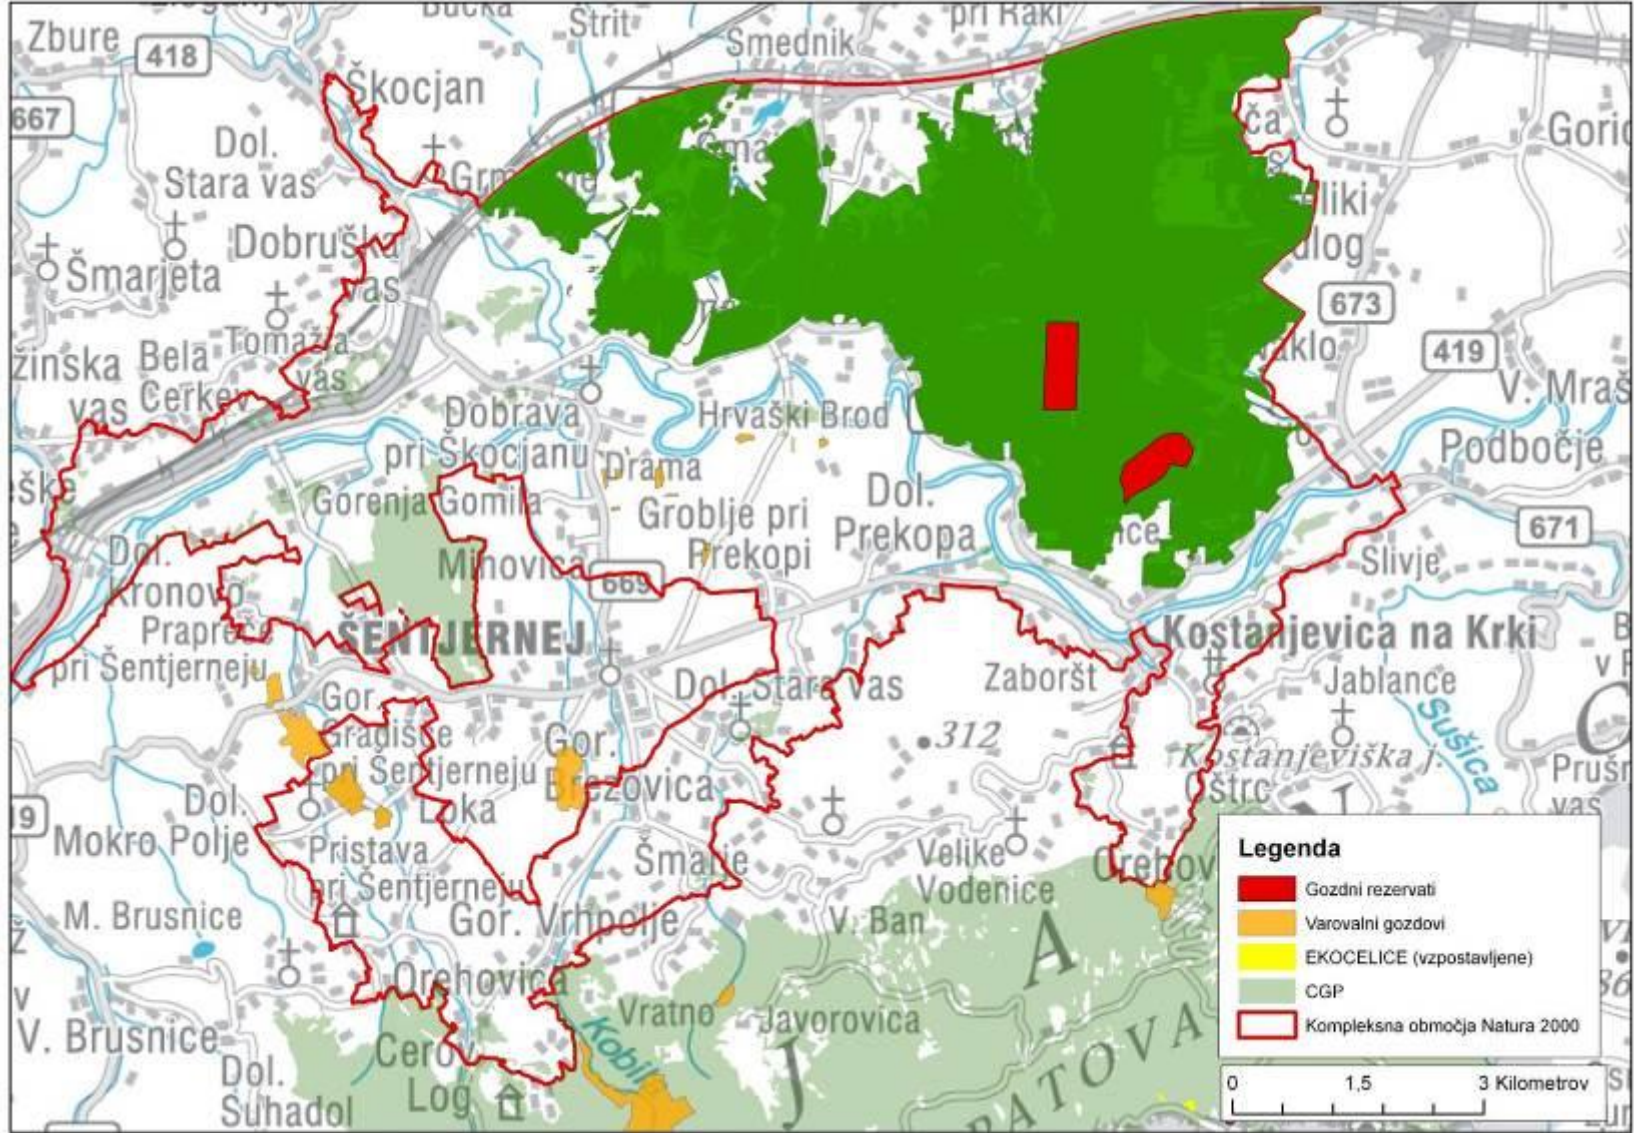 Zbure
418
Bučka
Štrit
Smednik
pri Raki
Škocjan
667
Dol.
Stara vas
Dobruška
vas
Šmarjeta
Tomažja
vas
Bela
Cerkev
vas
673
419
V. Mraš
Podbočje
671
Slivje
Hrvaški Brod
Dobrava
pri Škocjanu
Drama
Gorenja Gomila
Groblje pri
Prekopi
Dol.
Prekopa
Mihovica
669
Dol.
Kronovo
Praprеče
pri Šentjerneju
ŠENTJERNEJ
Kostanjevica na Krki
Zaboršt
Jablance
Sušica
Dol. Stara vas
312
Kostanjeviška j.
Oštrc
Gor.
Gradišče
pri Šentjerneju
Gor.
Brezovica
Loka
Dol.
Mokro Polje
Pristava
pri Šentjerneju
Šmarje
Velike
Vodenice
M. Brusnice
Gor. Vrhpolje
V. Ban
Orehovica
Vratno
Javorovica
V. Brusnice
Dol.
Suhadol
Cerov
Log
Legenda
Gozdni rezervati
Varovalni gozdovi
EKOCELICE (vzpostavljene)
CGP
Kompleksna območja Natura 2000
0 1,5 3 Kilometrov